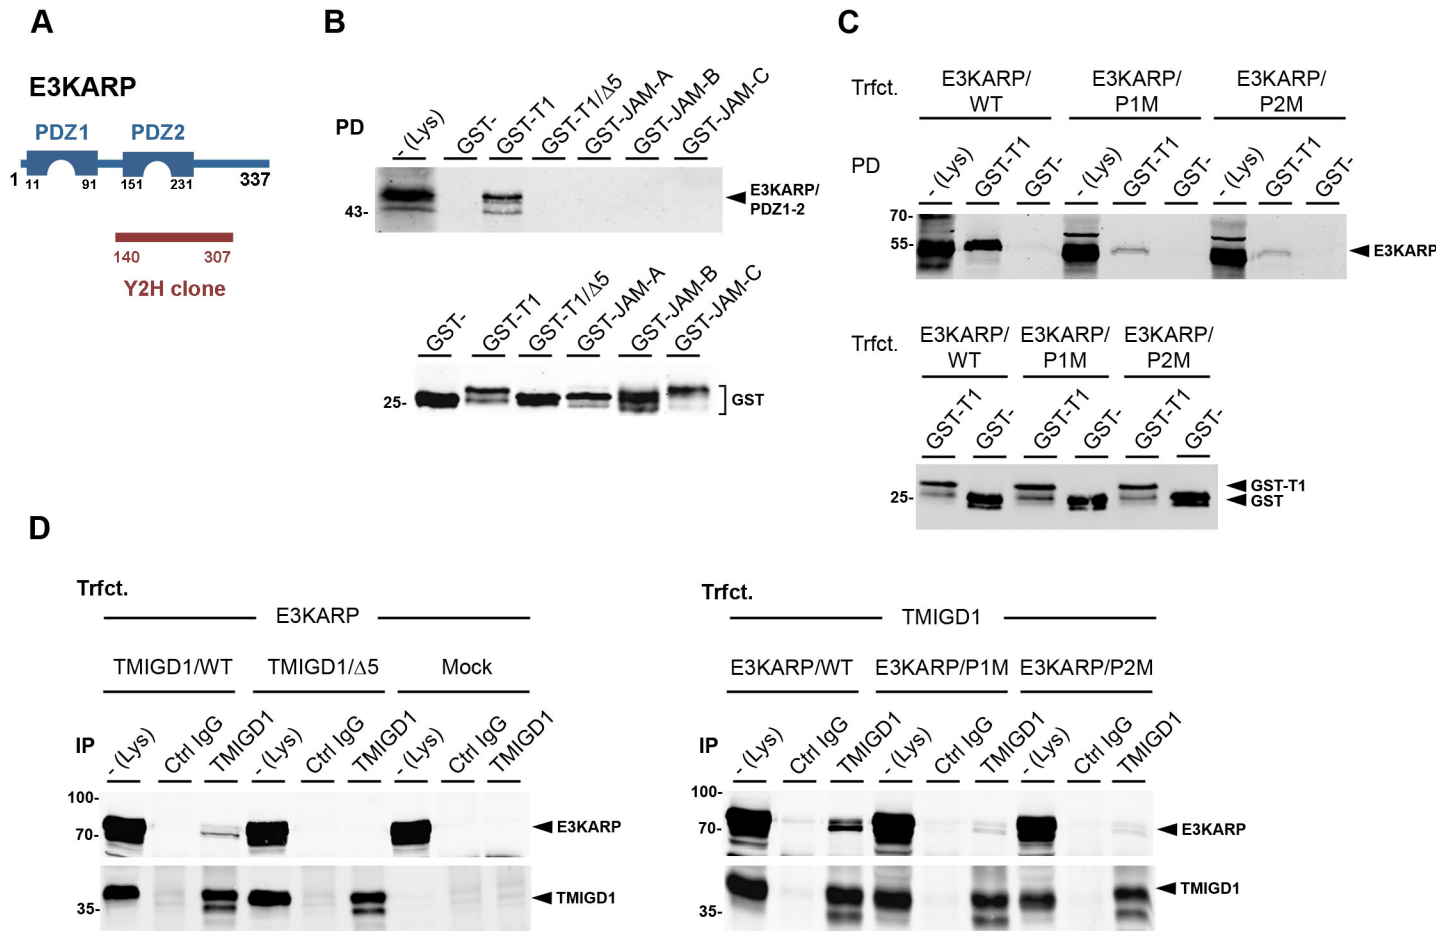 A
E3KARP
PDZ1 PDZ2
1 11 91 151 231 337
140 307
Y2H clone
B
PD - (Lys) GST- GST-T1 GST-T1/Δ5 GST-JAM-A GST-JAM-B GST-JAM-C
43-
E3KARP/
PDZ1-2
GST- GST-T1 GST-T1/Δ5 GST-JAM-A GST-JAM-B GST-JAM-C
25- GST
C
Trfct. E3KARP/ E3KARP/ E3KARP/
WT P1M P2M
PD - (Lys) GST-T1 GST- - (Lys) GST-T1 GST- - (Lys) GST-T1 GST-
70-
55- E3KARP
Trfct. E3KARP/ E3KARP/ E3KARP/
WT P1M P2M
GST-T1 GST- GST-T1 GST- GST-T1 GST-
GST-T1
25- GST
D
Trfct.
E3KARP
TMIGD1/WT TMIGD1/Δ5 Mock
IP - (Lys) Ctrl IgG TMIGD1 - (Lys) Ctrl IgG TMIGD1 - (Lys) Ctrl IgG TMIGD1
100-
70- E3KARP
TMIGD1
35-
Trfct.
TMIGD1
E3KARP/WT E3KARP/P1M E3KARP/P2M
IP - (Lys) Ctrl IgG TMIGD1 - (Lys) Ctrl IgG TMIGD1 - (Lys) Ctrl IgG TMIGD1
100-
70- E3KARP
TMIGD1
35-